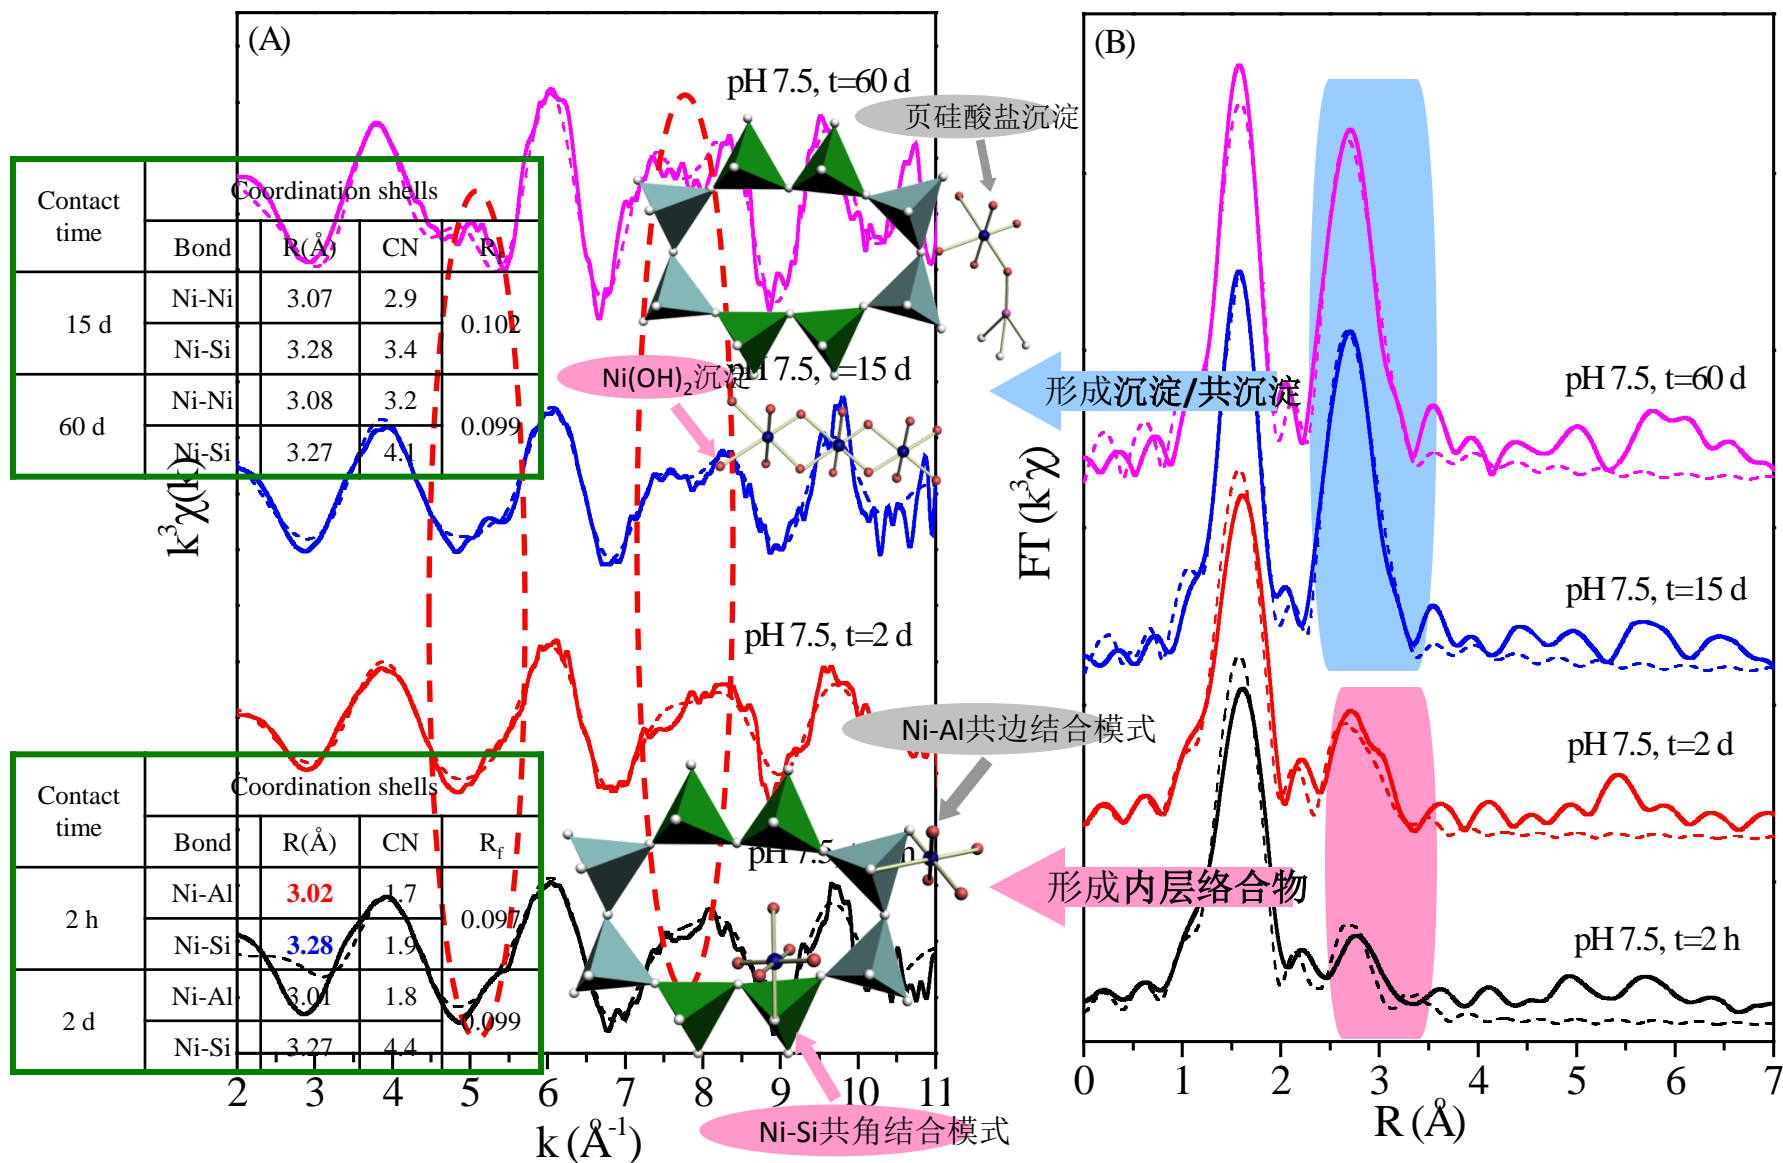 (A)
pH 7.5, t=60 d
页硅酸盐沉淀
Contact time
Coordination shells
Bond R(Å) CN R
15 d
Ni-Ni 3.07 2.9
0.102
Ni-Si 3.28 3.4
60 d
Ni-Ni 3.08 3.2
0.099
Ni-Si 3.27 4.1
Ni(OH)2沉淀
pH 7.5, t=15 d
k3χ(k)
pH 7.5, t=2 d
Ni-Al共边结合模式
Contact time
Coordination shells
Bond R(Å) CN Rf
2 h
Ni-Al 3.02 1.7
0.097
Ni-Si 3.28 1.9
2 d
Ni-Al 3.01 1.8
0.099
Ni-Si 3.27 4.4
pH 7.5, t=2 h
Ni-Si共角结合模式
2 3 4 5 6 7 8 9 10 11
k (Å-1)
形成沉淀/共沉淀
形成内层络合物
(B)
FT (k3χ)
pH 7.5, t=60 d
pH 7.5, t=15 d
pH 7.5, t=2 d
pH 7.5, t=2 h
0 1 2 3 4 5 6 7
R (Å)